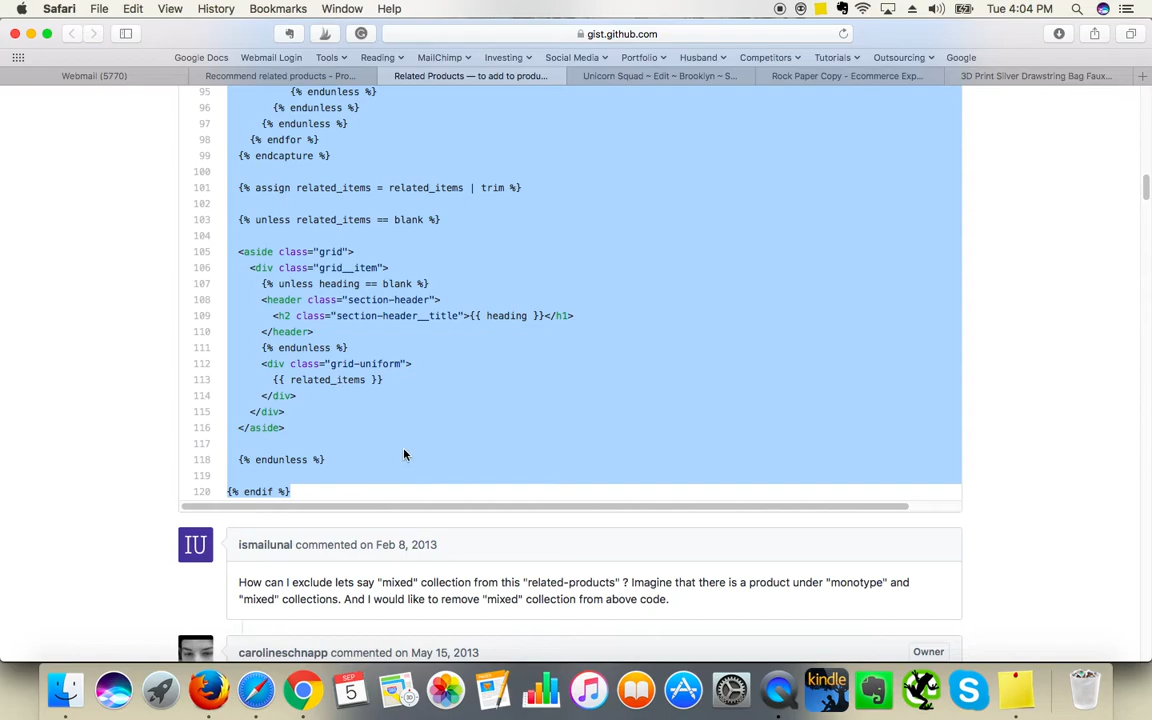 Safari File Edit View History Bookmarks Window Help Tue 4:04 PM
gist.github.com
Google Docs Webmail Login Tools Reading MailChimp Investing Social Media Portfolio Husband Competitors Tutorials Outsourcing Google
Webmail (5770) Recommend related products - Pro... Related Products — to add to produ... Unicorn Squad ~ Edit ~ Brooklyn ~ S... Rock Paper Copy - Ecommerce Exp... 3D Print Silver Drawstring Bag Faux...
95 {% endunless %}
96 {% endunless %}
97 {% endunless %}
98 {% endfor %}
99 {% endcapture %}
100
101 {% assign related_items = related_items | trim %}
102
103 {% unless related_items == blank %}
104
105 <aside class="grid">
106 <div class="grid__item">
107 {% unless heading == blank %}
108 <header class="section-header">
109 <h2 class="section-header__title">{{ heading }}</h1>
110 </header>
111 {% endunless %}
112 <div class="grid-uniform">
113 {{ related_items }}
114 </div>
115 </div>
116 </aside>
117
118 {% endunless %}
119
120 {% endif %}
IU ismailunal commented on Feb 8, 2013
How can I exclude lets say "mixed" collection from this "related-products" ? Imagine that there is a product under "monotype" and
"mixed" collections. And I would like to remove "mixed" collection from above code.
carolineschnapp commented on May 15, 2013 Owner
SEP
5
kindle